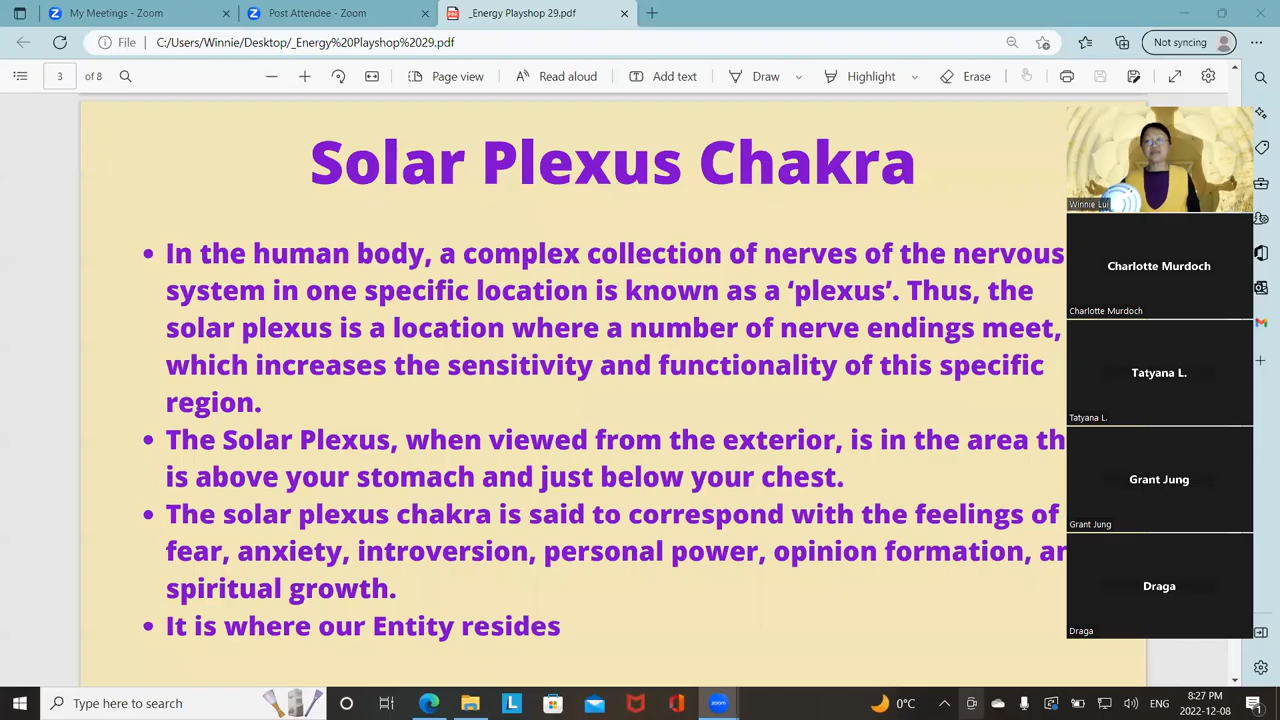 My Meetings - Zoom
Post Attendee - Zoom
_Energy Playshop 29.pdf
File
C:/Users/Winnie/Desktop/_Energy%20Playshop%2029.pdf
Not syncing
3
of 8
Page view
Read aloud
Add text
Draw
Highlight
Erase
Solar Plexus Chakra
• In the human body, a complex collection of nerves of the nervous
system in one specific location is known as a ‘plexus’. Thus, the
solar plexus is a location where a number of nerve endings meet,
which increases the sensitivity and functionality of this specific
region.
• The Solar Plexus, when viewed from the exterior, is in the area th
is above your stomach and just below your chest.
• The solar plexus chakra is said to correspond with the feelings of
fear, anxiety, introversion, personal power, opinion formation, an
spiritual growth.
• It is where our Entity resides
Winnie Lui
Charlotte Murdoch
Charlotte Murdoch
Tatyana L.
Tatyana L.
Grant Jung
Grant Jung
Draga
Draga
Type here to search
0°C
ENG
8:27 PM
2022-12-08